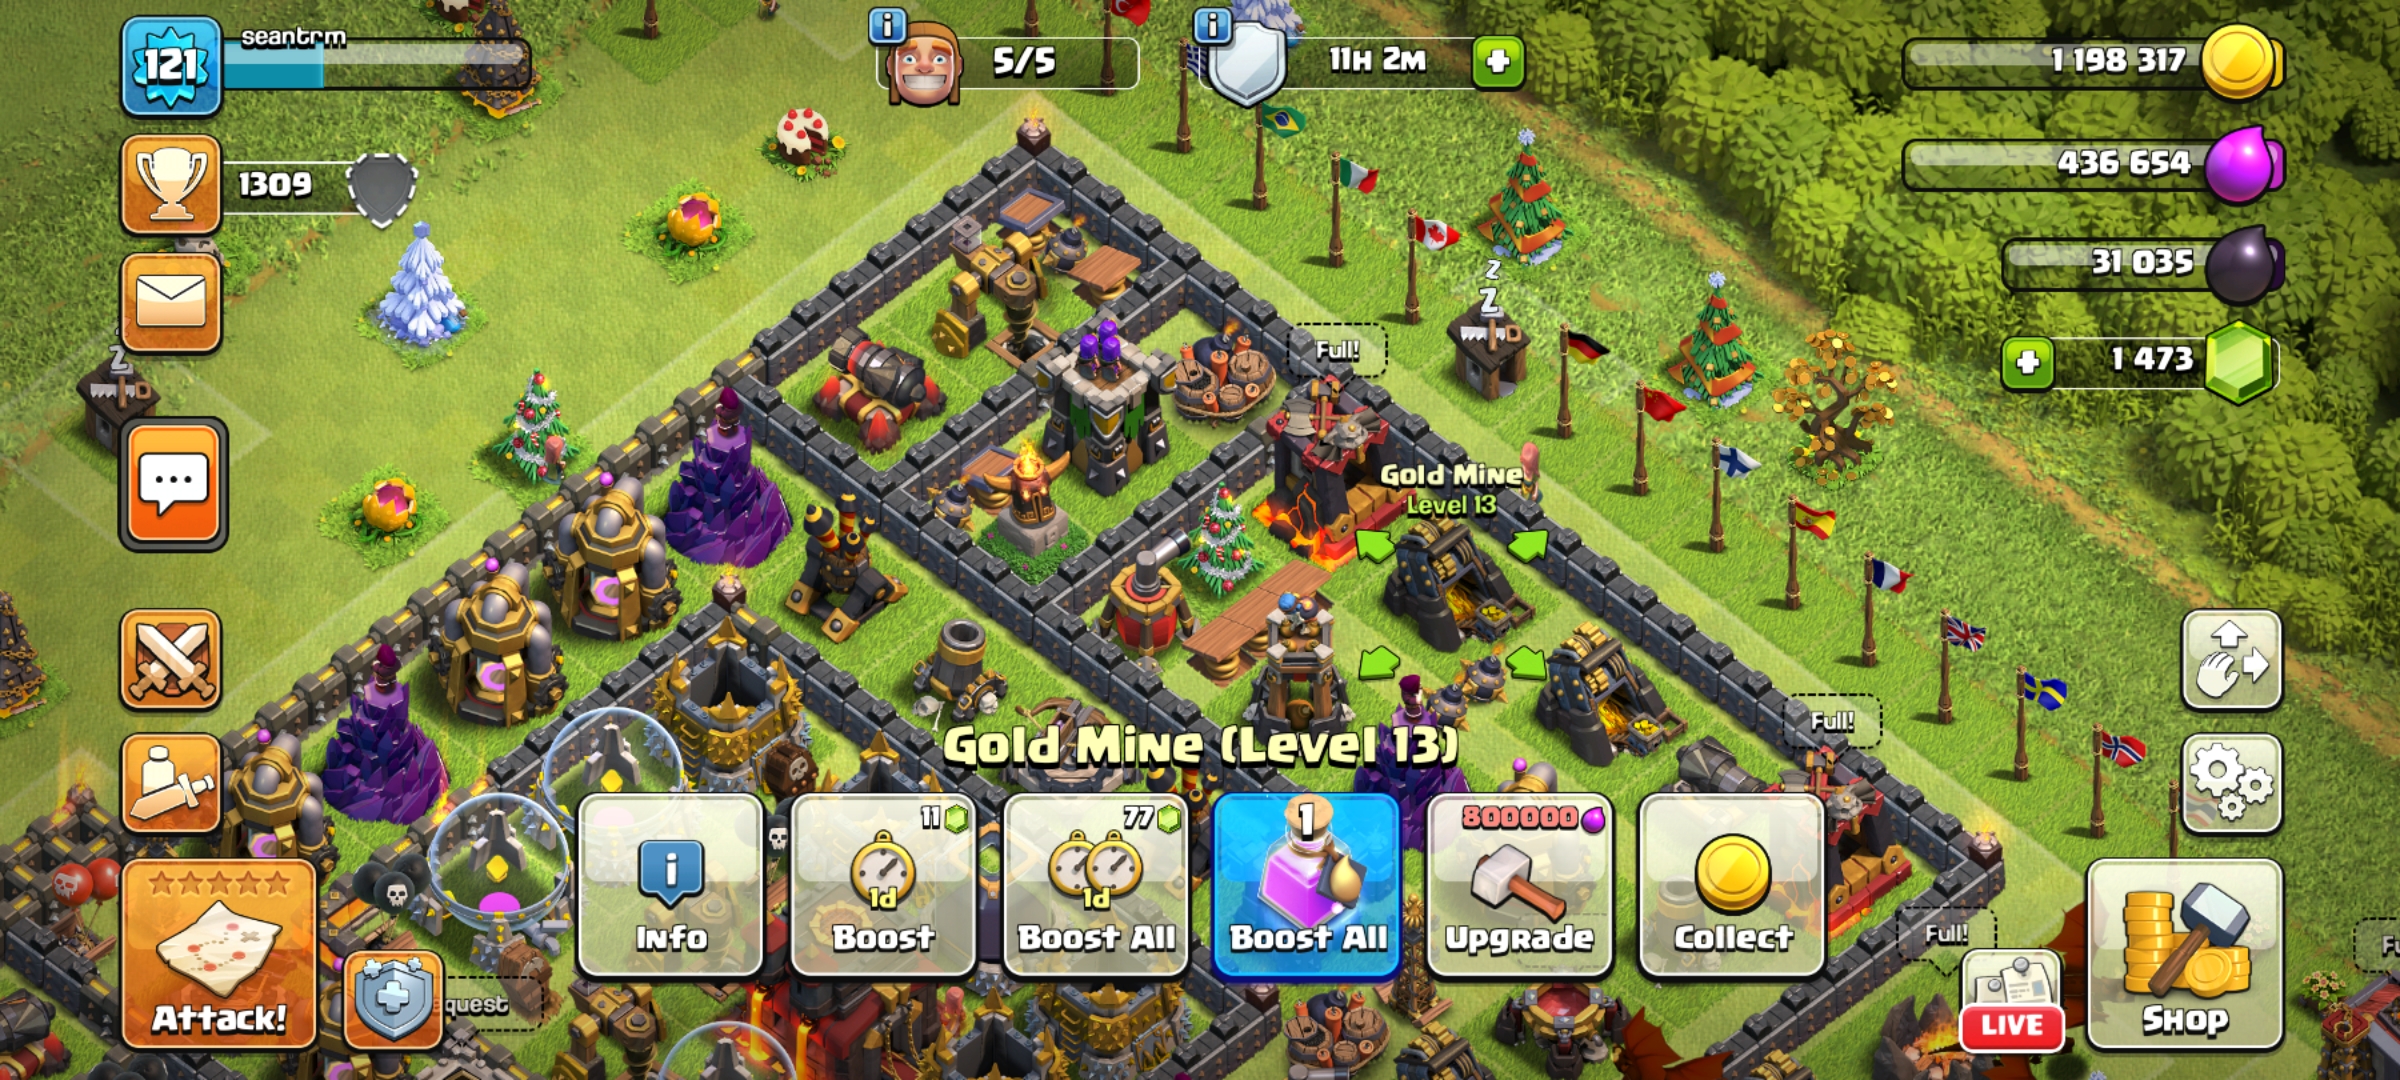 121
seantrm
5/5
11H 2M
1 198 317
1309
436 654
31 035
1 473
Z
Z
Z
Full!
Gold Mine
Level 13
Full!
Gold Mine (Level 13)
Info
11
1d
Boost
77
1d
Boost All
1
Boost All
800000
Upgrade
Collect
Full!
Attack!
quest
LIVE
Shop